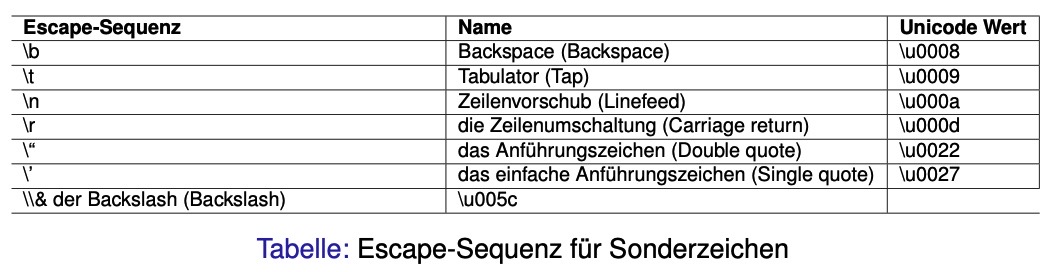 Escape-Sequenz Name Unicode Wert
\b Backspace (Backspace) \u0008
\t Tabulator (Tap) \u0009
\n Zeilenvorschub (Linefeed) \u000a
\r die Zeilenumschaltung (Carriage return) \u000d
\“ das Anführungszeichen (Double quote) \u0022
\’ das einfache Anführungszeichen (Single quote) \u0027
\\& der Backslash (Backslash) \u005c
Tabelle: Escape-Sequenz für Sonderzeichen